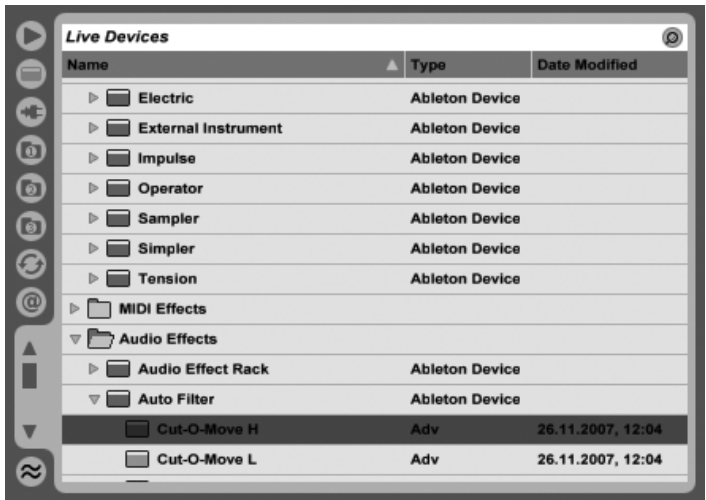 Live Devices
Name Type Date Modified
Electric Ableton Device
External Instrument Ableton Device
Impulse Ableton Device
Operator Ableton Device
Sampler Ableton Device
Simpler Ableton Device
Tension Ableton Device
MIDI Effects
Audio Effects
Audio Effect Rack Ableton Device
Auto Filter Ableton Device
Cut-O-Move H Adv 26.11.2007, 12:04
Cut-O-Move L Adv 26.11.2007, 12:04
1
2
3
@